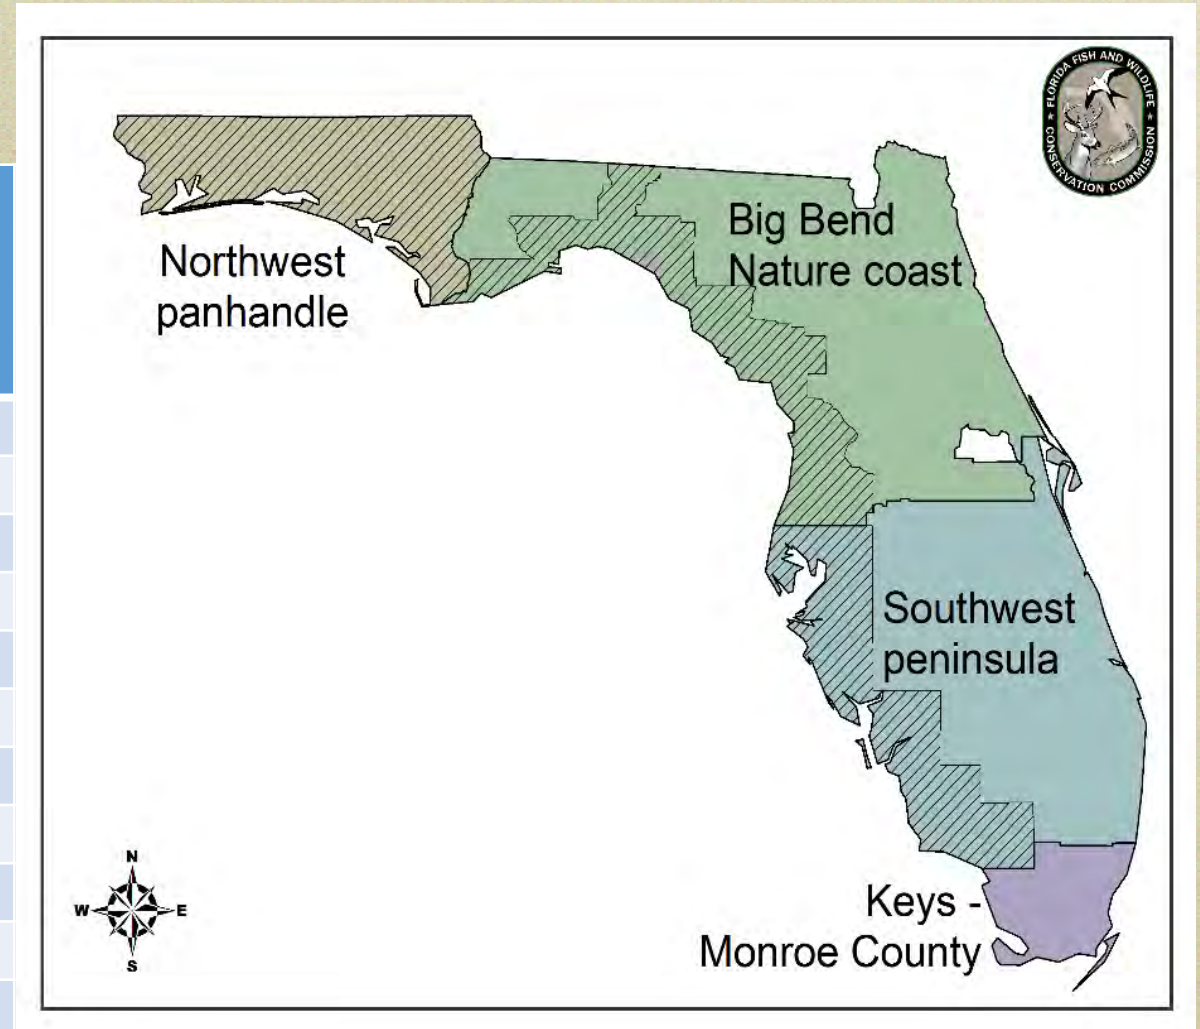 FLORIDA FISH AND WILDLIFE
CONSERVATION COMMISSION
Big Bend
Nature coast
Northwest
panhandle
Southwest
peninsula
Keys -
Monroe County
N
W E
S